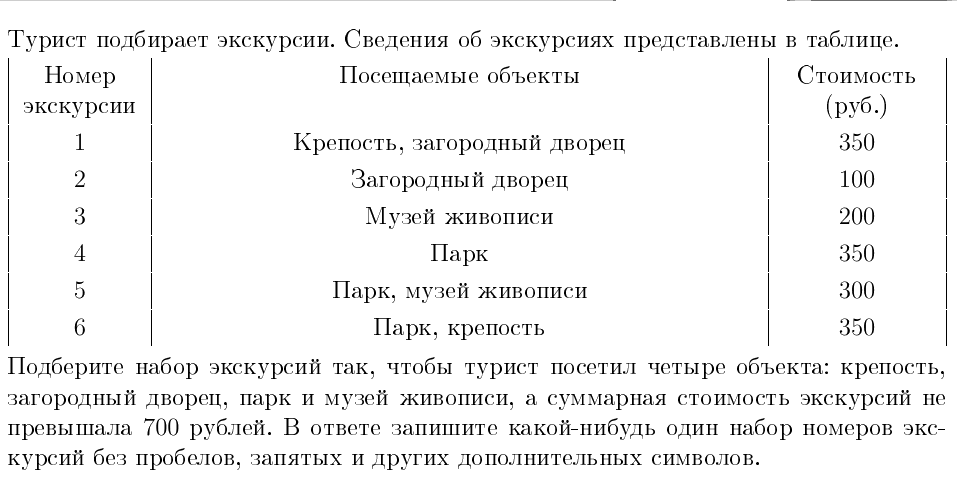 Турист подбирает экскурсии. Сведения об экскурсиях представлены в таблице.
Номер экскурсии Посещаемые объекты Стоимость (руб.)
1 Крепость, загородный дворец 350
2 Загородный дворец 100
3 Музей живописи 200
4 Парк 350
5 Парк, музей живописи 300
6 Парк, крепость 350
Подберите набор экскурсий так, чтобы турист посетил четыре объекта: крепость,
загородный дворец, парк и музей живописи, а суммарная стоимость экскурсий не
превышала 700 рублей. В ответе запишите какой-нибудь один набор номеров экс-
курсий без пробелов, запятых и других дополнительных символов.